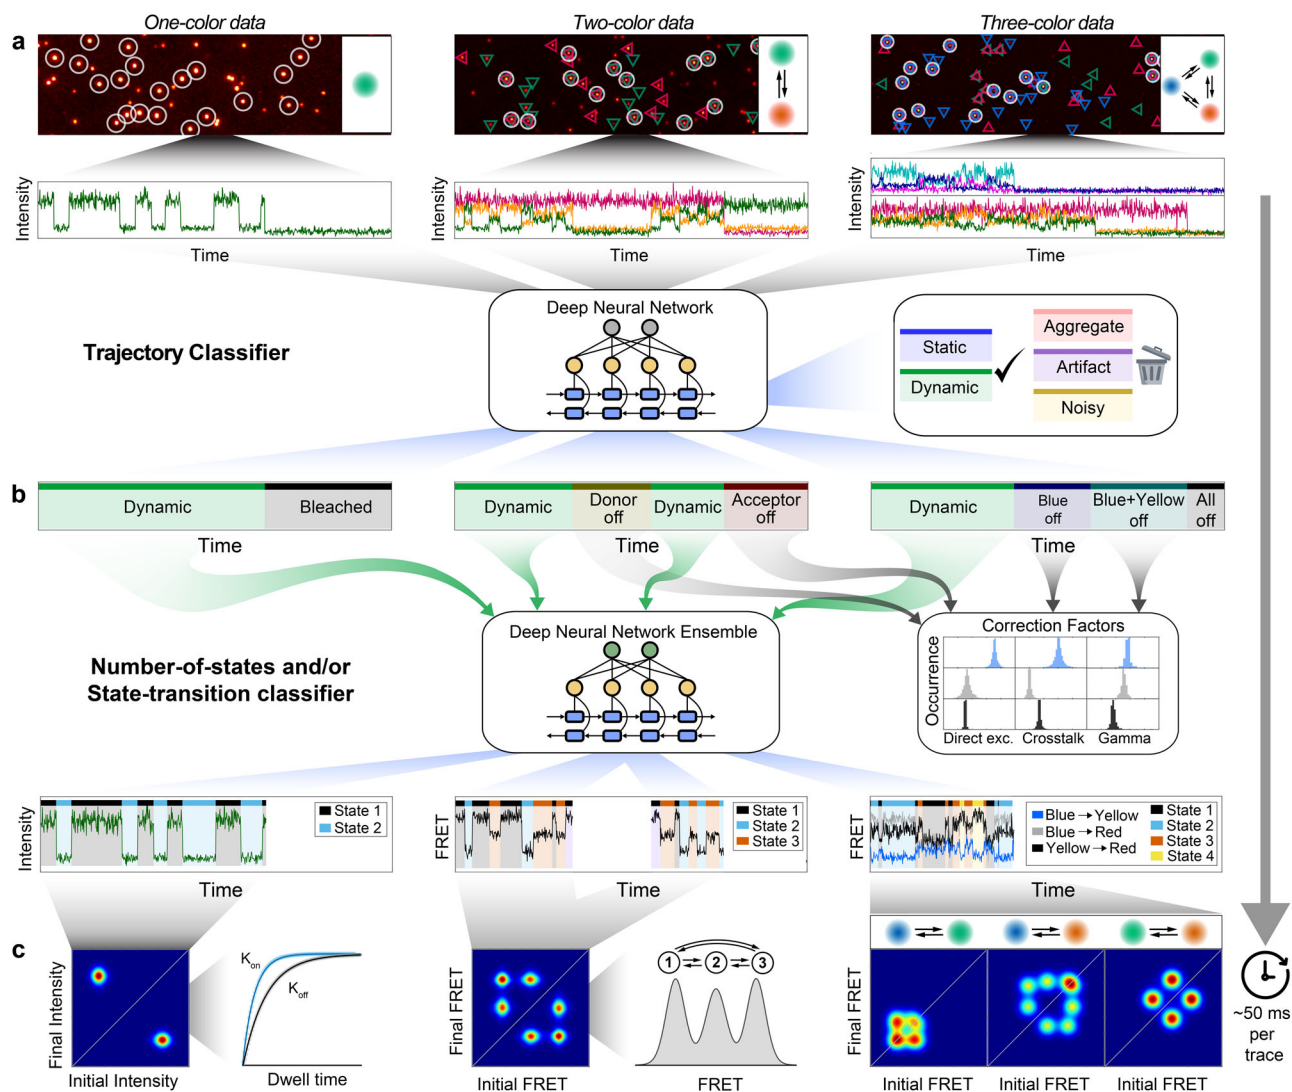 One-color data
Two-color data
Three-color data
a
Intensity
Intensity
Intensity
Time
Time
Time
Trajectory Classifier
Deep Neural Network
Static
Dynamic
Aggregate
Artifact
Noisy
b
Dynamic
Bleached
Dynamic
Donor
off
Dynamic
Acceptor
off
Dynamic
Blue
off
Blue+Yellow
off
All
off
Time
Time
Time
Number-of-states and/or
State-transition classifier
Deep Neural Network Ensemble
Correction Factors
Occurrence
Direct exc.
Crosstalk
Gamma
Intensity
State 1
State 2
Time
FRET
State 1
State 2
State 3
Time
FRET
Blue→Yellow
Blue→Red
Yellow→Red
State 1
State 2
State 3
State 4
Time
c
Final Intensity
Initial Intensity
Kon
Koff
Dwell time
Final FRET
Initial FRET
1
2
3
FRET
Final FRET
Initial FRET
Initial FRET
Initial FRET
~50 ms
per
trace